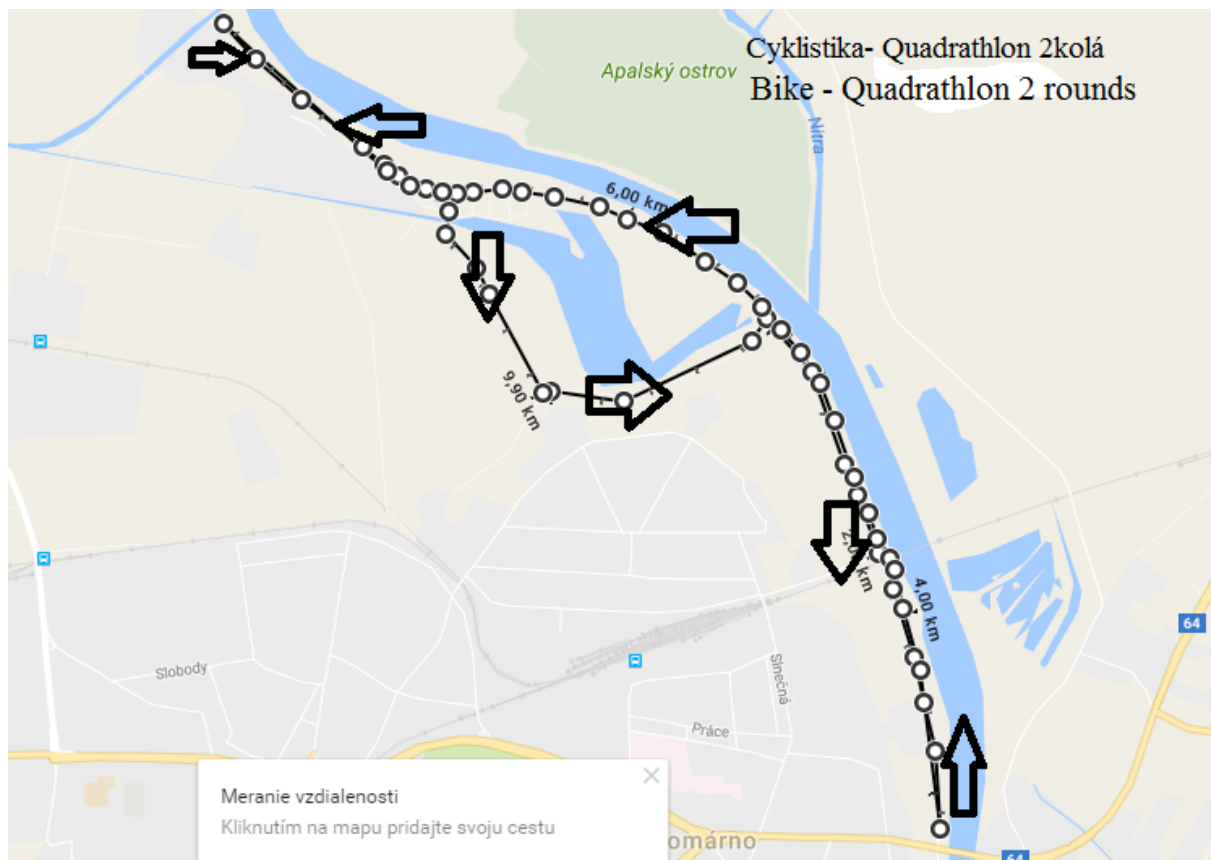 Cyklistika- Quadrathlon 2kolá
Bike - Quadrathlon 2 rounds
Apalský ostrov
Nitra
6,00 km
9,90 km
4,00 km
64
Slobody
Slnečná
Práce
Meranie vzdialenosti
Kliknutím na mapu pridajte svoju cestu
omárno
64